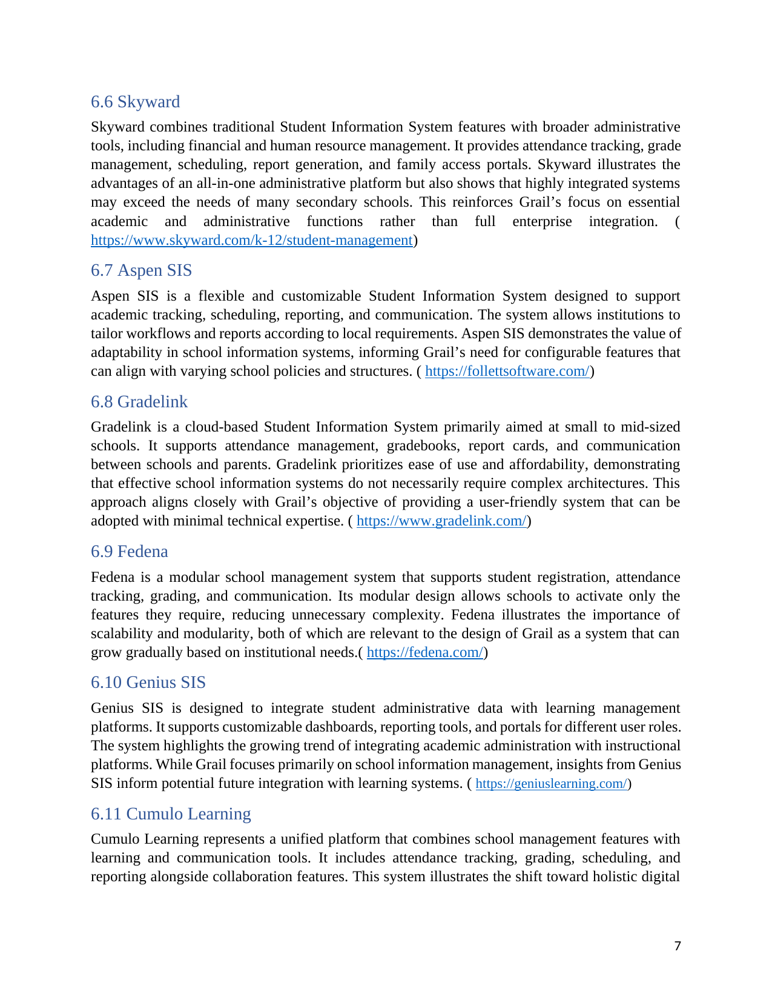 6.6 Skyward
Skyward combines traditional Student Information System features with broader administrative
tools, including financial and human resource management. It provides attendance tracking, grade
management, scheduling, report generation, and family access portals. Skyward illustrates the
advantages of an all-in-one administrative platform but also shows that highly integrated systems
may exceed the needs of many secondary schools. This reinforces Grail’s focus on essential
academic and administrative functions rather than full enterprise integration. (
https://www.skyward.com/k-12/student-management)
6.7 Aspen SIS
Aspen SIS is a flexible and customizable Student Information System designed to support
academic tracking, scheduling, reporting, and communication. The system allows institutions to
tailor workflows and reports according to local requirements. Aspen SIS demonstrates the value of
adaptability in school information systems, informing Grail’s need for configurable features that
can align with varying school policies and structures. ( https://follettsoftware.com/)
6.8 Gradelink
Gradelink is a cloud-based Student Information System primarily aimed at small to mid-sized
schools. It supports attendance management, gradebooks, report cards, and communication
between schools and parents. Gradelink prioritizes ease of use and affordability, demonstrating
that effective school information systems do not necessarily require complex architectures. This
approach aligns closely with Grail’s objective of providing a user-friendly system that can be
adopted with minimal technical expertise. ( https://www.gradelink.com/)
6.9 Fedena
Fedena is a modular school management system that supports student registration, attendance
tracking, grading, and communication. Its modular design allows schools to activate only the
features they require, reducing unnecessary complexity. Fedena illustrates the importance of
scalability and modularity, both of which are relevant to the design of Grail as a system that can
grow gradually based on institutional needs.( https://fedena.com/)
6.10 Genius SIS
Genius SIS is designed to integrate student administrative data with learning management
platforms. It supports customizable dashboards, reporting tools, and portals for different user roles.
The system highlights the growing trend of integrating academic administration with instructional
platforms. While Grail focuses primarily on school information management, insights from Genius
SIS inform potential future integration with learning systems. ( https://geniuslearning.com/)
6.11 Cumulo Learning
Cumulo Learning represents a unified platform that combines school management features with
learning and communication tools. It includes attendance tracking, grading, scheduling, and
reporting alongside collaboration features. This system illustrates the shift toward holistic digital
7